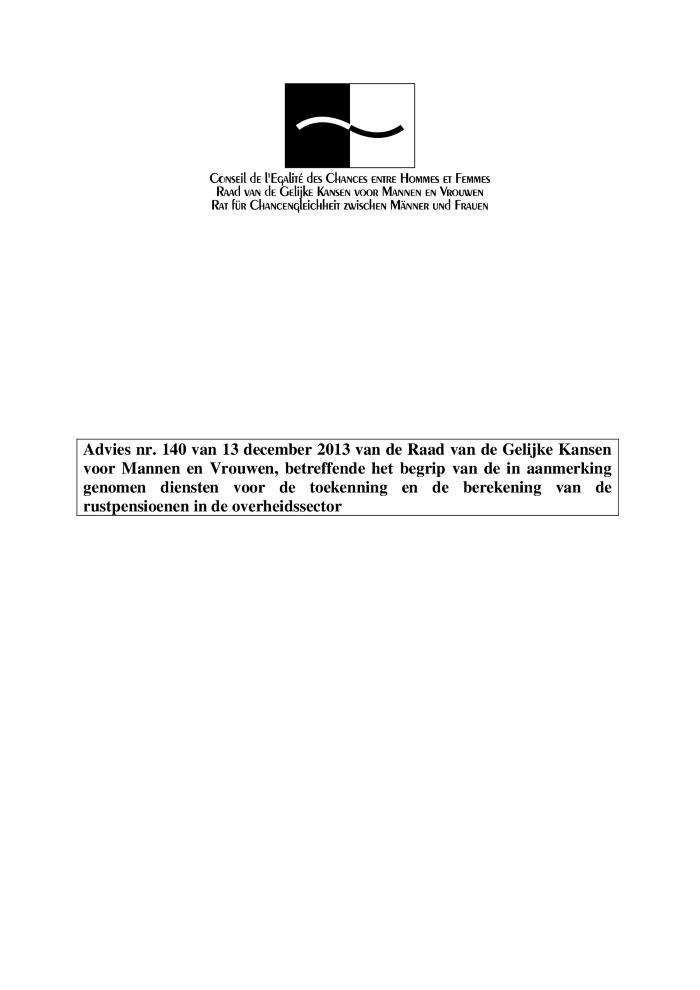 Conseil de l'Egalité des Chances entre Hommes et Femmes
Raad van de Gelijke Kansen voor Mannen en Vrouwen
Rat für Chancengleichheit zwischen Männer und Frauen
Advies nr. 140 van 13 december 2013 van de Raad van de Gelijke Kansen
voor Mannen en Vrouwen, betreffende het begrip van de in aanmerking
genomen diensten voor de toekenning en de berekening van de
rustpensioenen in de overheidssector